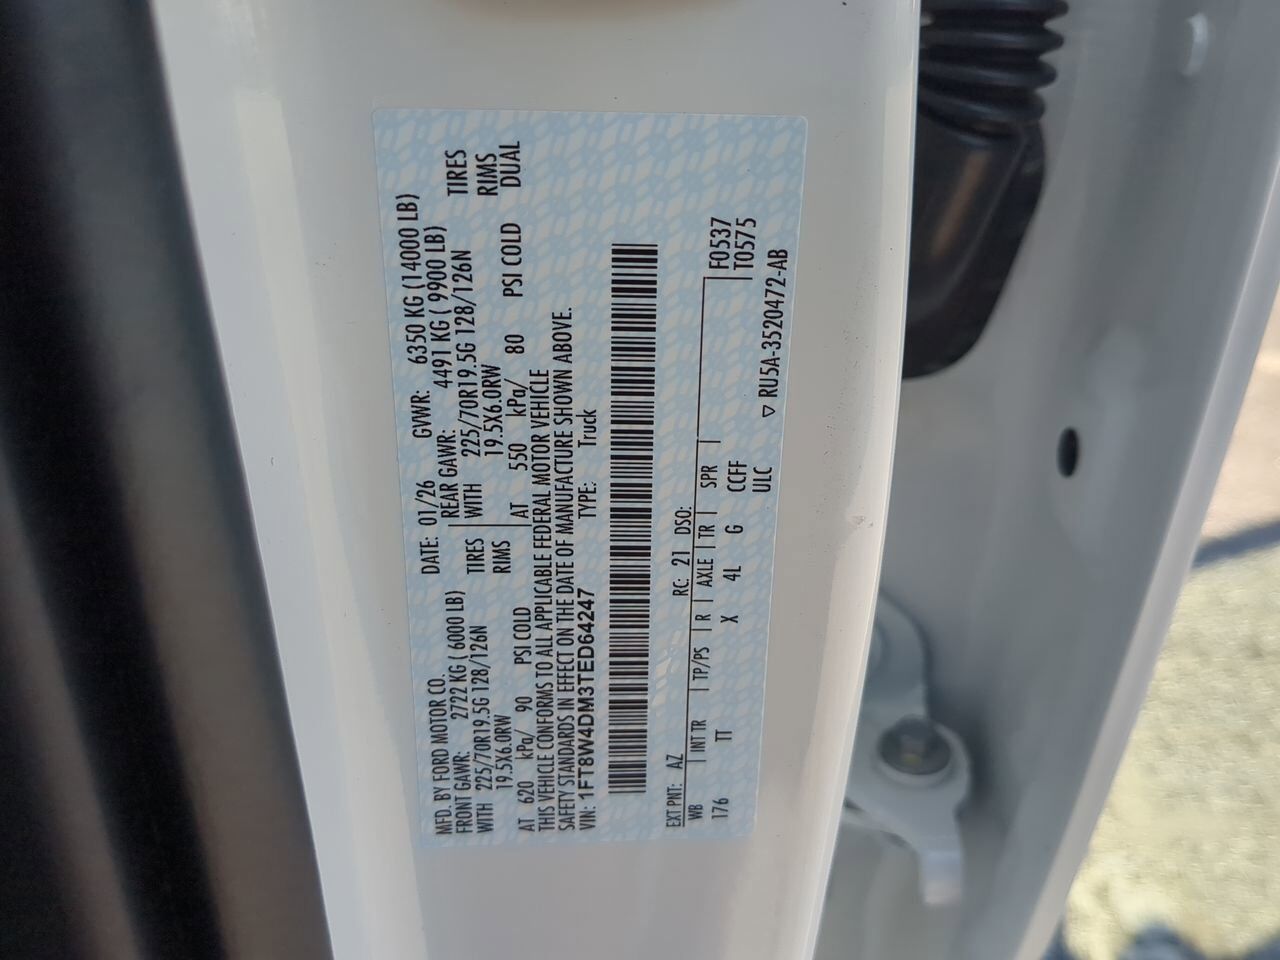 MFD. BY FORD MOTOR CO.
DATE: 01/26 GVWR: 6350 KG (14000 LB)
FRONT GAWR: 2722 KG ( 6000 LB) REAR GAWR: 4491 KG ( 9900 LB)
WITH 225/70R19.5G 128/126N TIRES WITH 225/70R19.5G 128/126N TIRES
19.5X6.0RW RIMS 19.5X6.0RW RIMS
AT 620 kPa/ 90 PSI COLD AT 550 kPa/ 80 PSI COLD DUAL
THIS VEHICLE CONFORMS TO ALL APPLICABLE FEDERAL MOTOR VEHICLE
SAFETY STANDARDS IN EFFECT ON THE DATE OF MANUFACTURE SHOWN ABOVE.
VIN: 1FT8W4DM3TED64247 TYPE: Truck
EXT PNT: AZ RC: 21 DSO:
WB INT TR TP/PS R AXLE TR SPR F0537
176 TT X 4L G CCFF T0575
ULC ▽ RU5A-3520472-AB